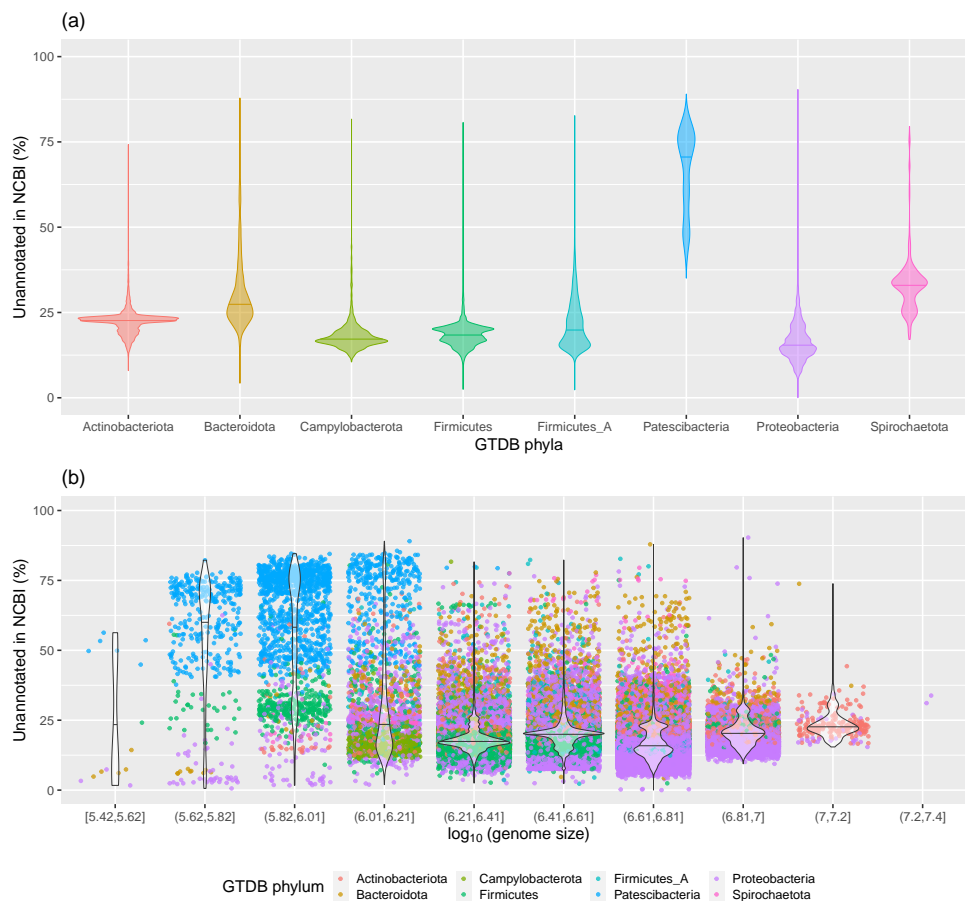 (a)
100
75
50
25
0
Unannotated in NCBI (%)
Actinobacteriota Bacteroidota Campylobacterota Firmicutes Firmicutes_A Patescibacteria Proteobacteria Spirochaetota
GTDB phyla
(b)
100
75
50
25
0
Unannotated in NCBI (%)
[5.42,5.62] (5.62,5.82] (5.82,6.01] (6.01,6.21] (6.21,6.41] (6.41,6.61] (6.61,6.81] (6.81,7] (7,7.2] (7.2,7.4]
log10 (genome size)
GTDB phylum
Actinobacteriota Campylobacterota Firmicutes_A Proteobacteria
Bacteroidota Firmicutes Patescibacteria Spirochaetota